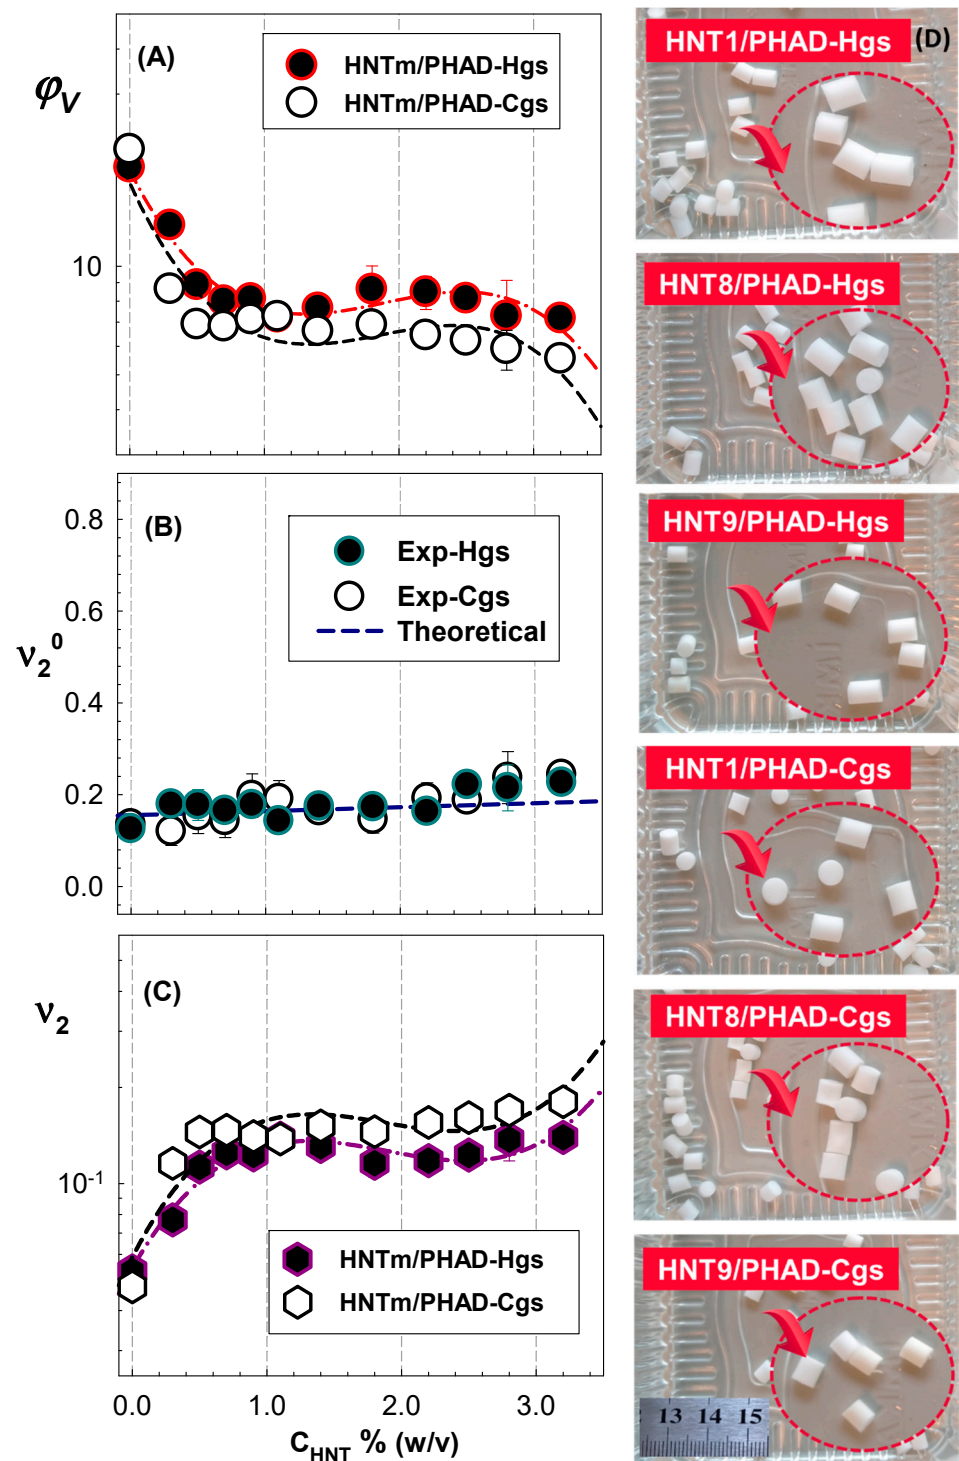 (A)
φV
HNTm/PHAD-Hgs
HNTm/PHAD-Cgs
10
(B)
ν2^0
0.8
0.6
0.4
0.2
0.0
Exp-Hgs
Exp-Cgs
Theoretical
(C)
ν2
10^-1
HNTm/PHAD-Hgs
HNTm/PHAD-Cgs
0.0 1.0 2.0 3.0
CHNT % (w/v)
HNT1/PHAD-Hgs
(D)
HNT8/PHAD-Hgs
HNT9/PHAD-Hgs
HNT1/PHAD-Cgs
HNT8/PHAD-Cgs
HNT9/PHAD-Cgs
13 14 15